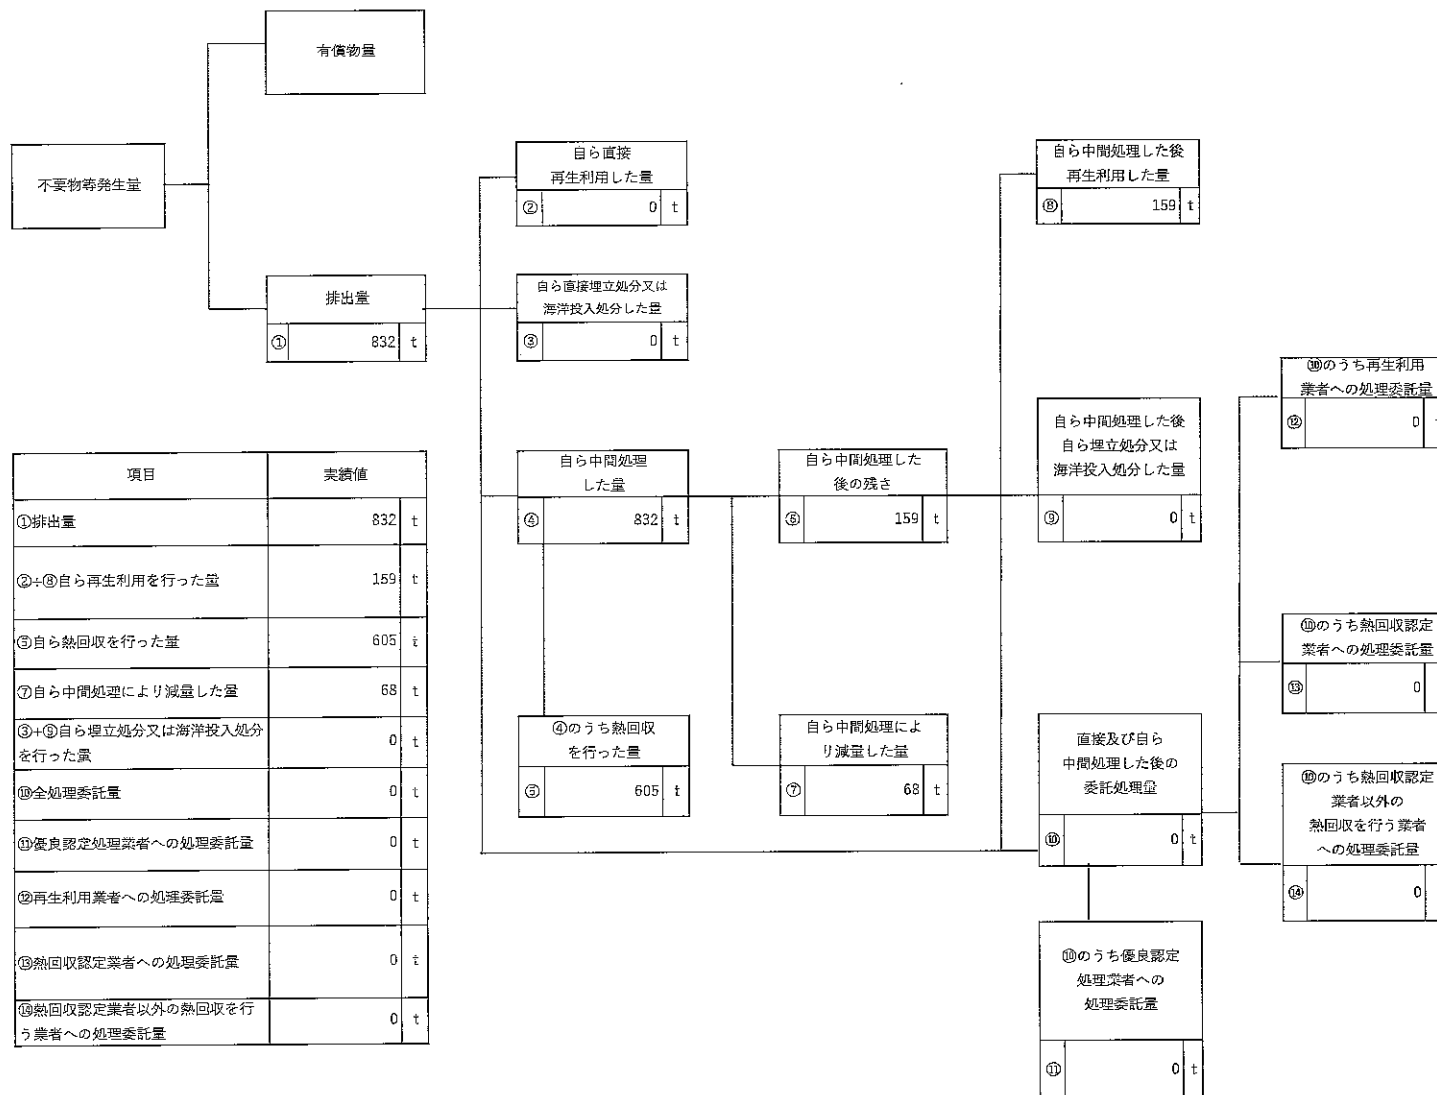 有償物量
不要物等発生量
排出量
① 832 t
自ら直接
再生利用した量
② 0 t
自ら直接埋立処分又は
海洋投入処分した量
③ 0 t
自ら中間処理
した量
④ 832 t
④のうち熱回収
を行った量
⑤ 605 t
自ら中間処理した
後の残さ
⑥ 159 t
自ら中間処理によ
り減量した量
⑦ 68 t
自ら中間処理した後
再生利用した量
⑧ 159 t
自ら中間処理した後
自ら埋立処分又は
海洋投入処分した量
⑨ 0 t
直接及び自ら
中間処理した後の
委託処理量
⑩ 0 t
⑩のうち優良認定
処理業者への
処理委託量
⑪ 0 t
⑩のうち再生利用
業者への処理委託量
⑫ 0 t
⑩のうち熱回収認定
業者への処理委託量
⑬ 0
⑩のうち熱回収認定
業者以外の
熱回収を行う業者
への処理委託量
⑭ 0
項目 実績値
①排出量 832 t
②+⑧自ら再生利用を行った量 159 t
⑤自ら熱回収を行った量 605 t
⑦自ら中間処理により減量した量 68 t
③+⑨自ら埋立処分又は海洋投入処分
を行った量 0 t
⑩全処理委託量 0 t
⑪優良認定処理業者への処理委託量 0 t
⑫再生利用業者への処理委託量 0 t
⑬熱回収認定業者への処理委託量 0 t
⑭熱回収認定業者以外の熱回収を行
う業者への処理委託量 0 t